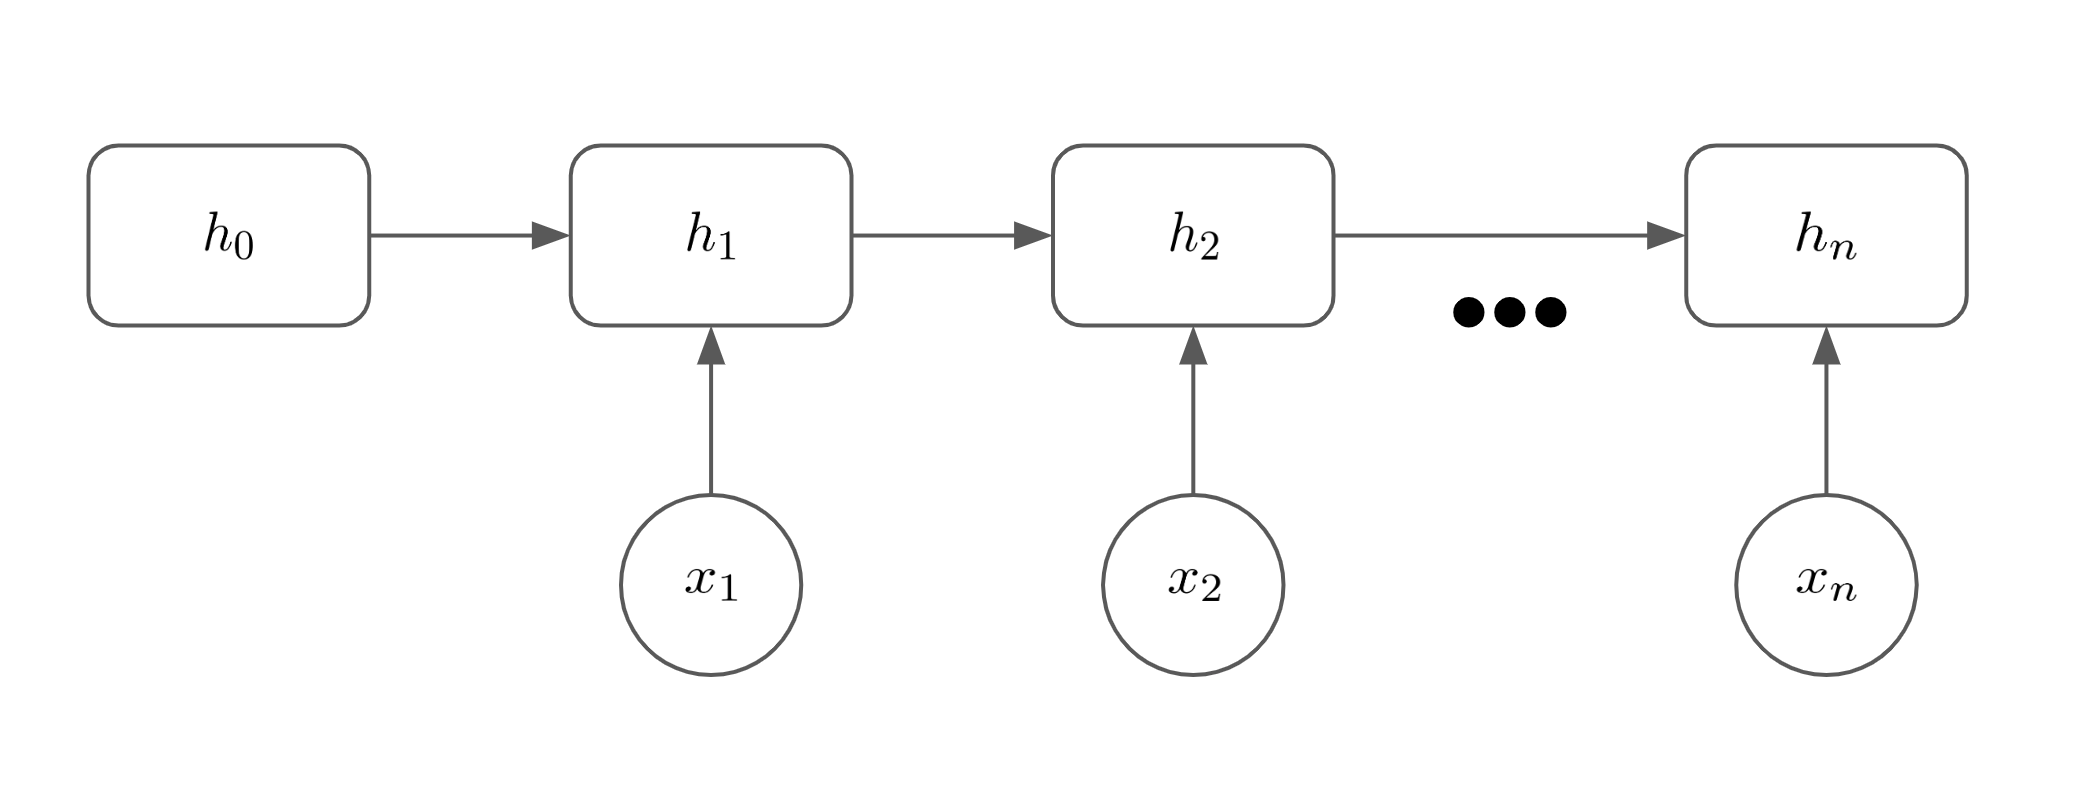 h₀ h₁ h₂ hₙ
x₁ x₂ xₙ